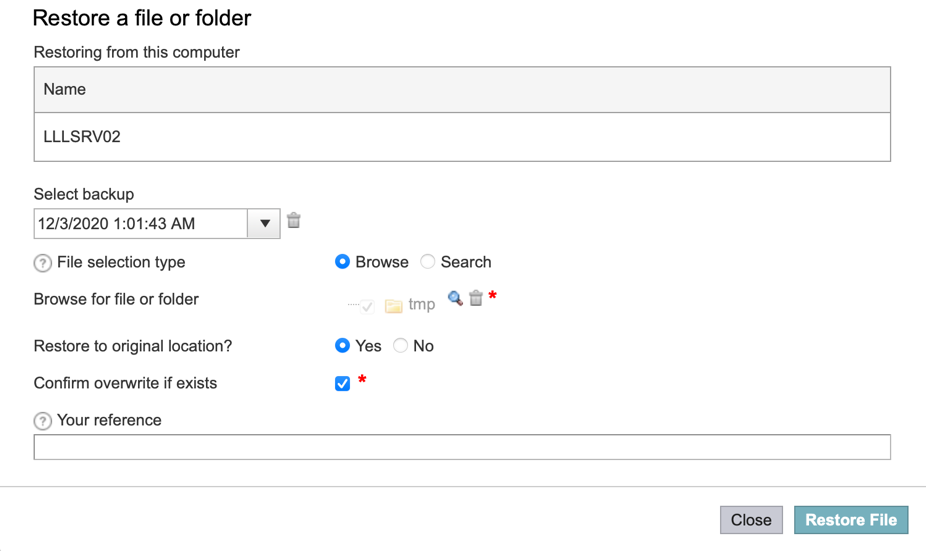 Restore a file or folder
Restoring from this computer
Name
LLLSRV02
Select backup
12/3/2020 1:01:43 AM
? File selection type
Browse Search
Browse for file or folder
tmp *
Restore to original location?
Yes No
Confirm overwrite if exists
*
? Your reference
Close Restore File